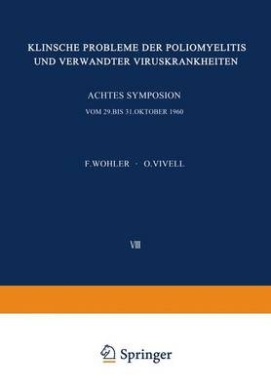 KLINSCHE PROBLEME DER POLIOMYELITIS
UND VERWANDTER VIRUSKRANKHEITEN
ACHTES SYMPOSION
VOM 29.BIS 31.OKTOBER 1960
F.WOHLER · O.VIVELL
VIII
Springer